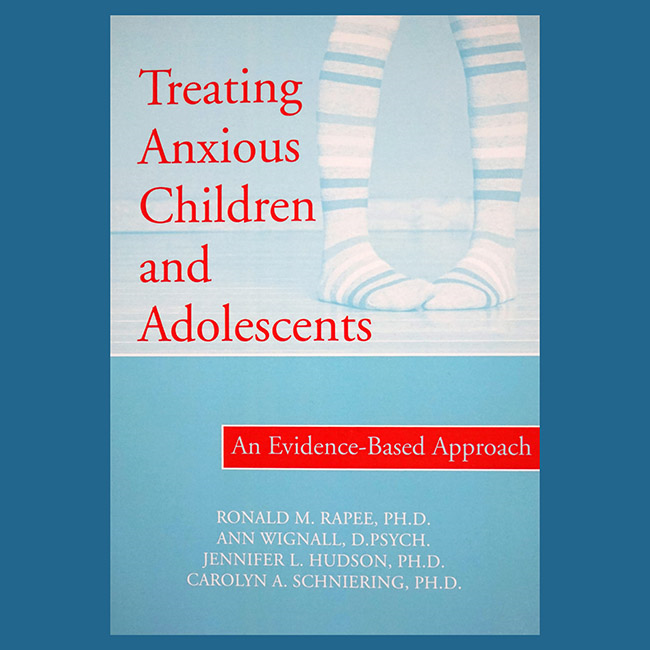 Treating
Anxious
Children
and
Adolescents
An Evidence-Based Approach
RONALD M. RAPEE, PH.D.
ANN WIGNALL, D.PSYCH.
JENNIFER L. HUDSON, PH.D.
CAROLYN A. SCHNIERING, PH.D.